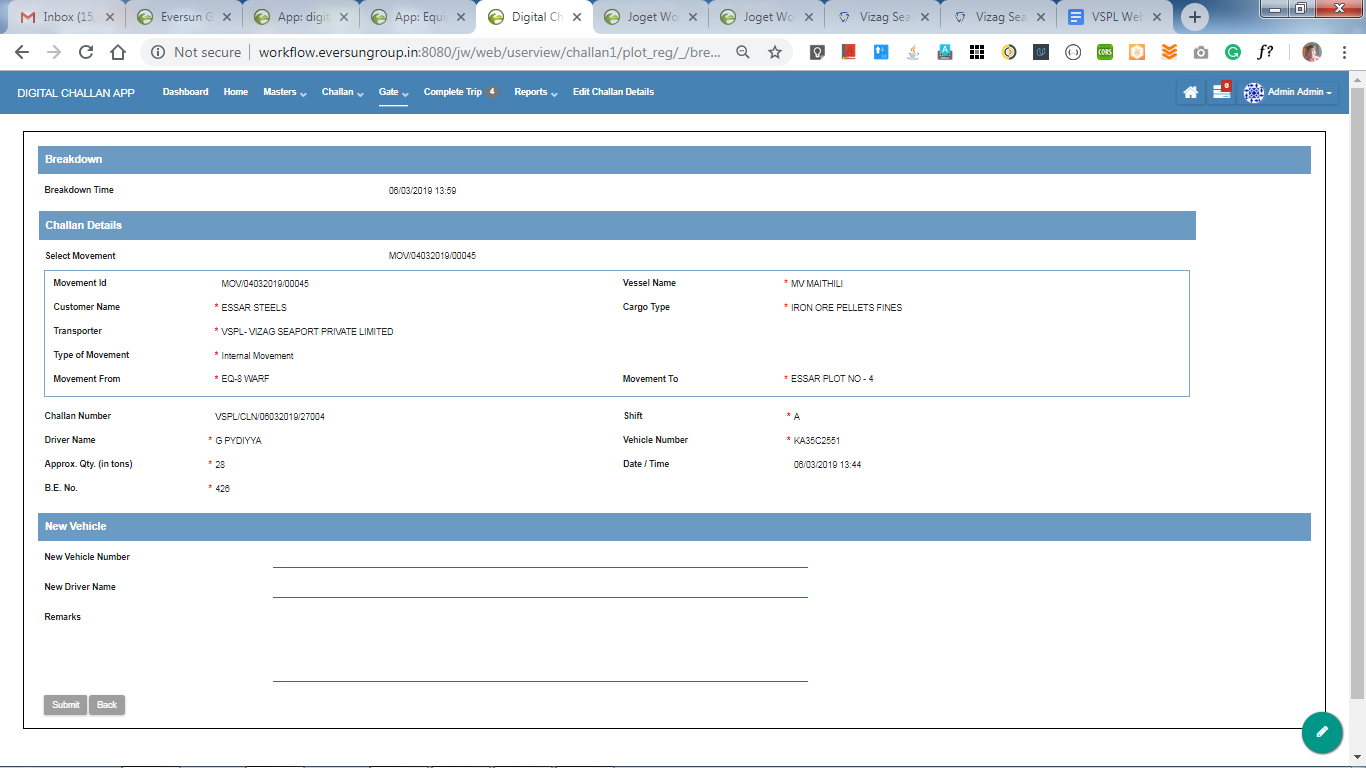 Inbox (15 Eversun G App: digit App: Equi Digital Ch Joget Wo Joget Wo Vizag Sea Vizag Sea VSPL Web
Not secure workflow.eversungroup.in:8080/jw/web/userview/challan1/plot_reg/_/bre... CORS f?
DIGITAL CHALLAN APP Dashboard Home Masters Challan Gate Complete Trip 4 Reports Edit Challan Details 0 Admin Admin
Breakdown
Breakdown Time 06/03/2019 13:59
Challan Details
Select Movement MOV/04032019/00045
Movement Id MOV/04032019/00045 Vessel Name * MV MAITHILI
Customer Name * ESSAR STEELS Cargo Type * IRON ORE PELLETS FINES
Transporter * VSPL- VIZAG SEAPORT PRIVATE LIMITED
Type of Movement * Internal Movement
Movement From * EQ-8 WARF Movement To * ESSAR PLOT NO - 4
Challan Number VSPL/CLN/06032019/27004 Shift * A
Driver Name * G PYDIYYA Vehicle Number * KA35C2551
Approx. Qty. (in tons) * 28 Date / Time 06/03/2019 13:44
B.E. No. * 426
New Vehicle
New Vehicle Number
New Driver Name
Remarks
Submit Back